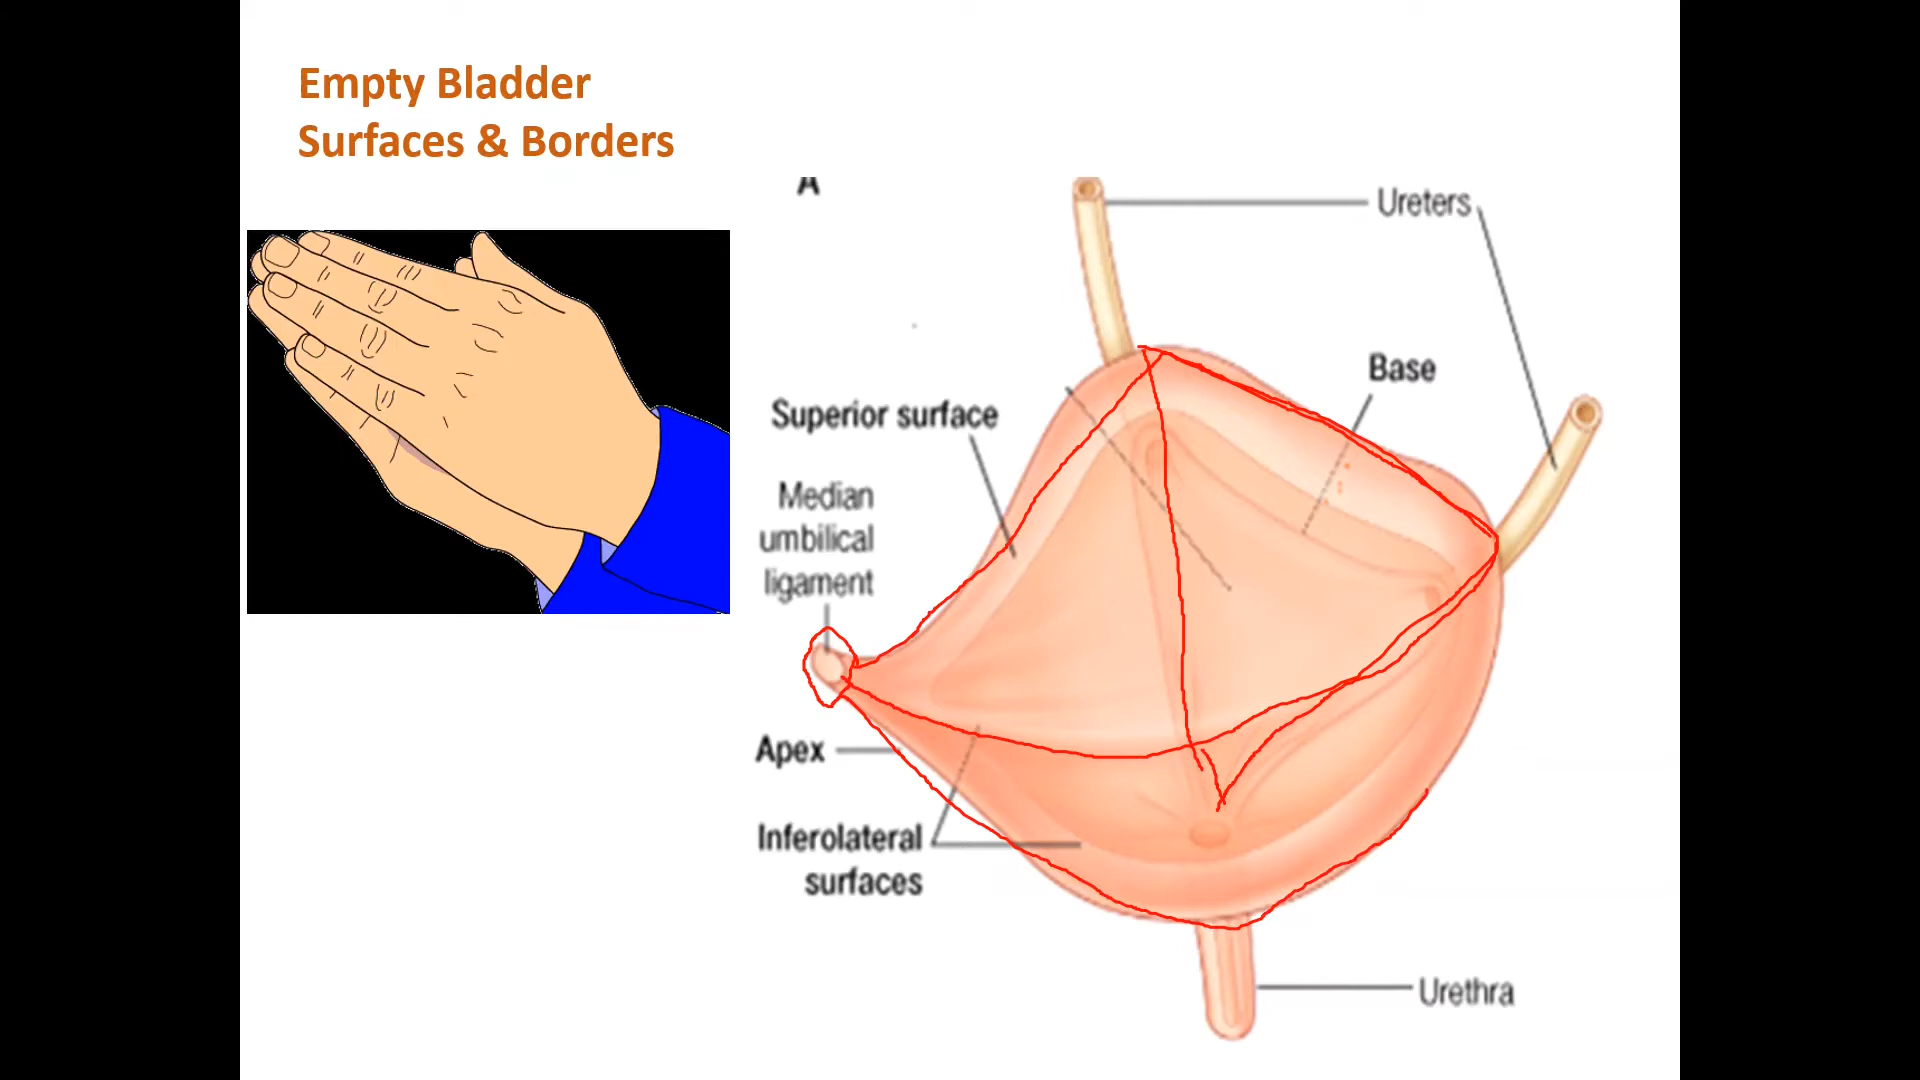 Empty Bladder
Surfaces & Borders
A
Ureters
Base
Superior surface
Median
umbilical
ligament
Apex
Inferolateral
surfaces
Urethra